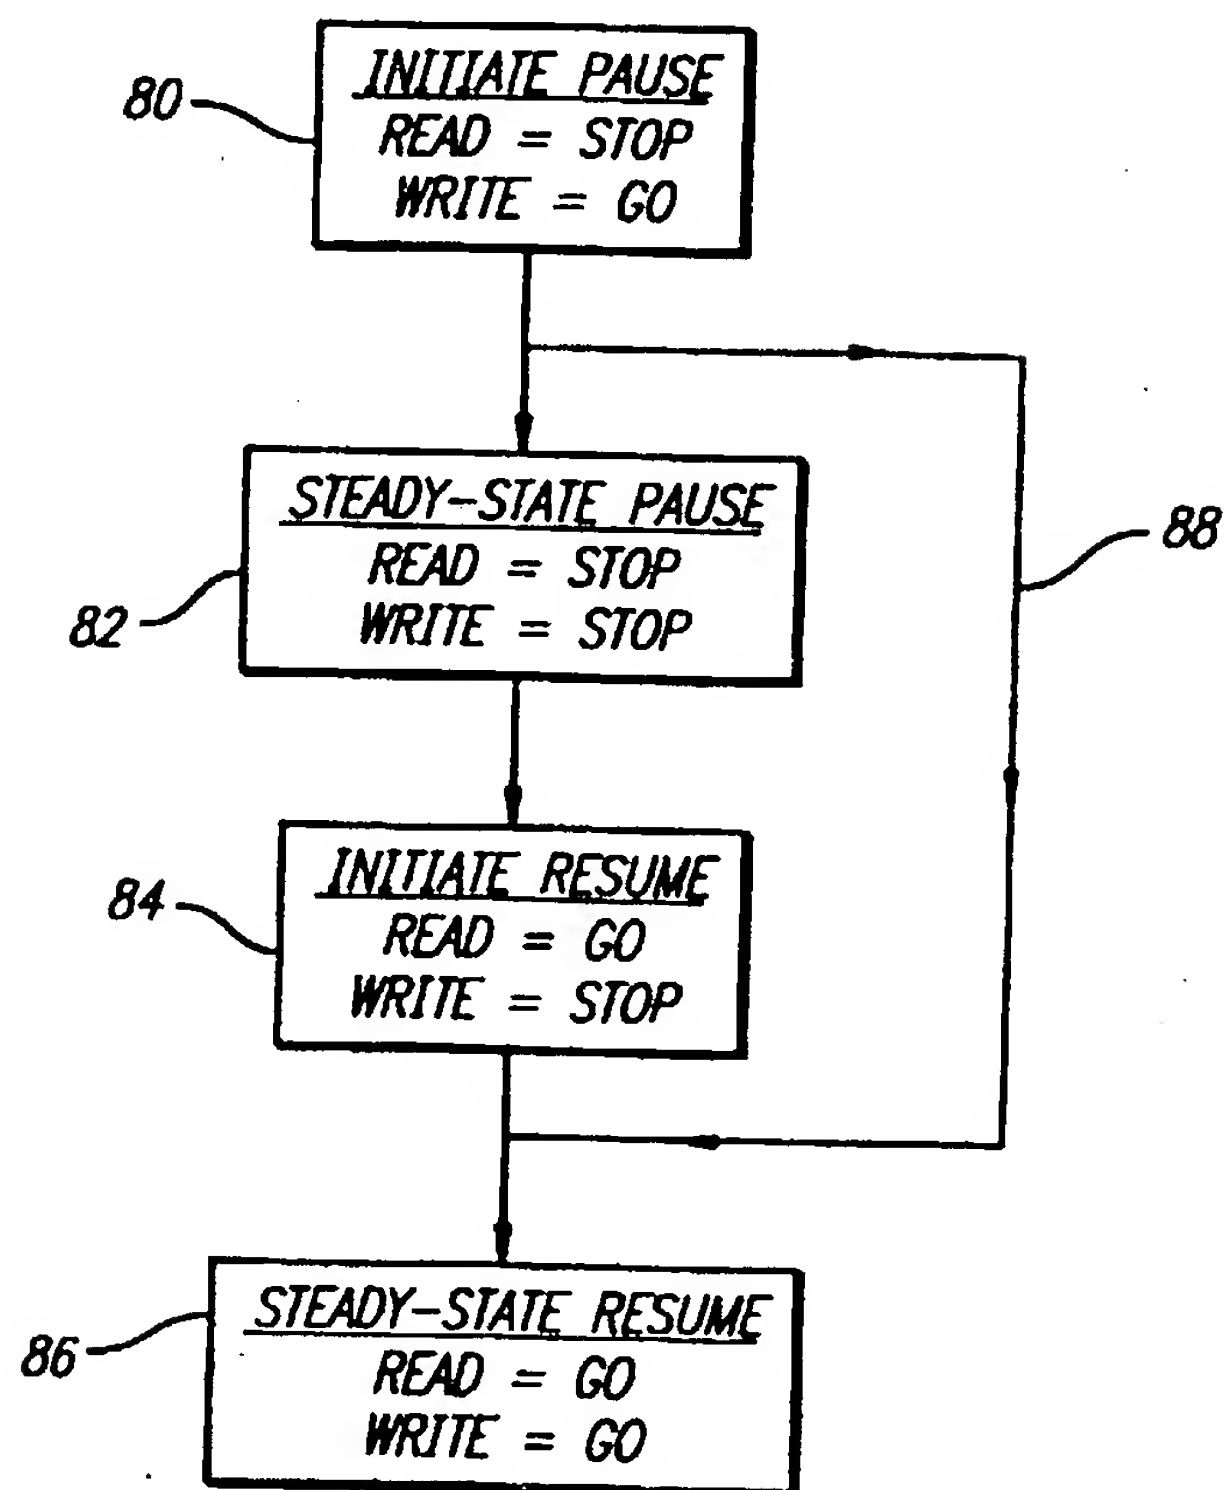 80
INITIATE PAUSE
READ = STOP
WRITE = GO
88
STEADY-STATE PAUSE
READ = STOP
WRITE = STOP
82
84
INITIATE RESUME
READ = GO
WRITE = STOP
86
STEADY-STATE RESUME
READ = GO
WRITE = GO